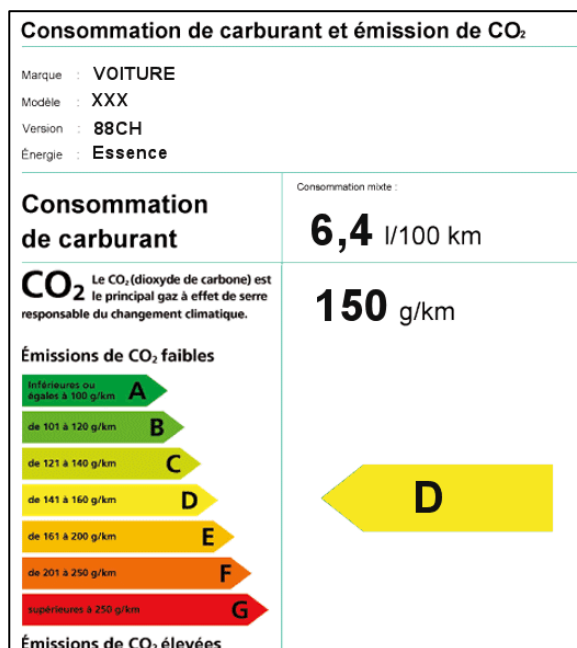 Consommation de carburant et émission de CO₂
Marque : VOITURE
Modèle : XXX
Version : 88CH
Énergie : Essence
Consommation
de carburant
Consommation mixte :
6,4 l/100 km
CO₂ Le CO₂ (dioxyde de carbone) est
le principal gaz à effet de serre
responsable du changement climatique.
150 g/km
Émissions de CO₂ faibles
Inférieures ou
égales à 100 g/km A
de 101 à 120 g/km B
de 121 à 140 g/km C
de 141 à 160 g/km D
D
de 161 à 200 g/km E
de 201 à 250 g/km F
supérieures à 250 g/km G
Émissions de CO₂ élevées